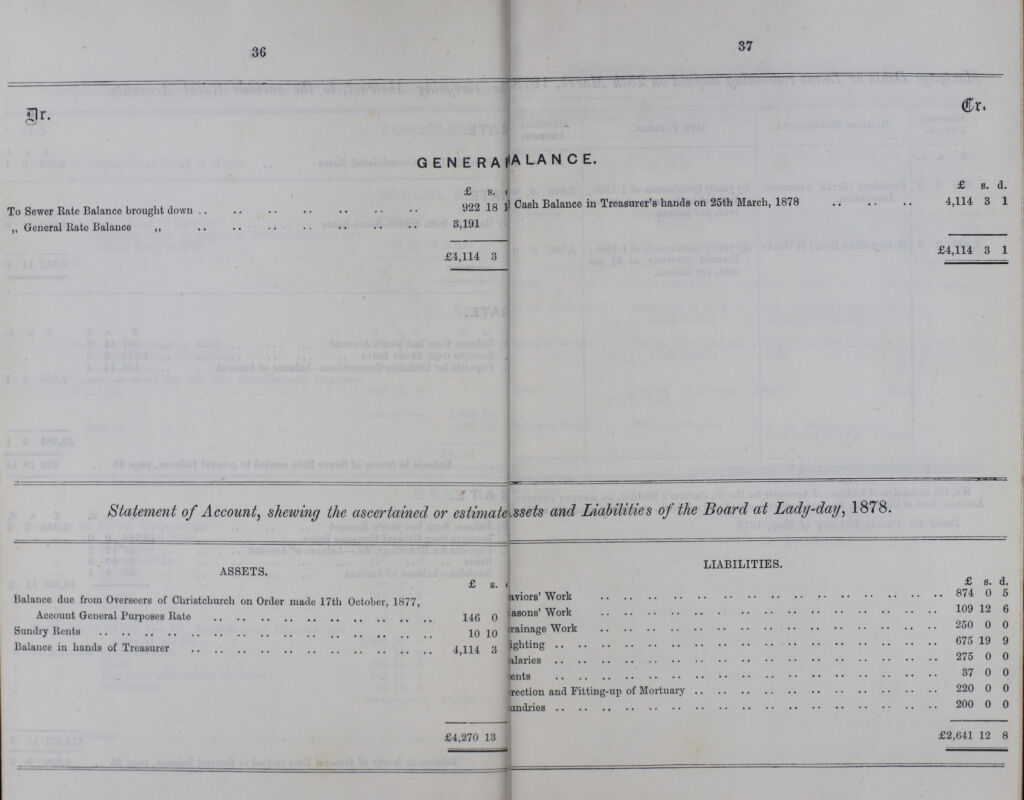 36
Dr.
GENERA
£ s.
To Sewer Rate Balance brought down .. .. .. .. .. .. .. 922 18 1
„ General Rate Balance „ .. .. .. .. .. .. .. 3,191
£4,114 3
37
Cr.
ALANCE.
£ s. d.
Cash Balance in Treasurer's hands on 25th March, 1878 .. .. .. 4,114 3 1
£4,114 3 1
Statement of Account, shewing the ascertained or estimate
ssets and Liabilities of the Board at Lady-day, 1878.
ASSETS.
£ s.
Balance due from Overseers of Christchurch on Order made 17th October, 1877,
Account General Purposes Rate .. .. .. .. .. .. .. .. 146 0
Sundry Rents .. .. .. .. .. .. .. .. .. .. .. .. 10 10
Balance in hands of Treasurer .. .. .. .. .. .. .. .. .. 4,114 3
£4,270 13
LIABILITIES.
£ s. d.
aviors' Work .. .. .. .. .. .. .. .. .. .. .. .. .. 874 0 5
asons' Work .. .. .. .. .. .. .. .. .. .. .. .. .. 109 12 6
rainage Work .. .. .. .. .. .. .. .. .. .. .. .. .. 250 0 0
ighting .. .. .. .. .. .. .. .. .. .. .. .. .. .. 675 19 9
alaries .. .. .. .. .. .. .. .. .. .. .. .. .. .. 275 0 0
ents .. .. .. .. .. .. .. .. .. .. .. .. .. .. 37 0 0
rection and Fitting-up of Mortuary .. .. .. .. .. .. .. .. .. 220 0 0
undries .. .. .. .. .. .. .. .. .. .. .. .. .. .. 200 0 0
£2,641 12 8